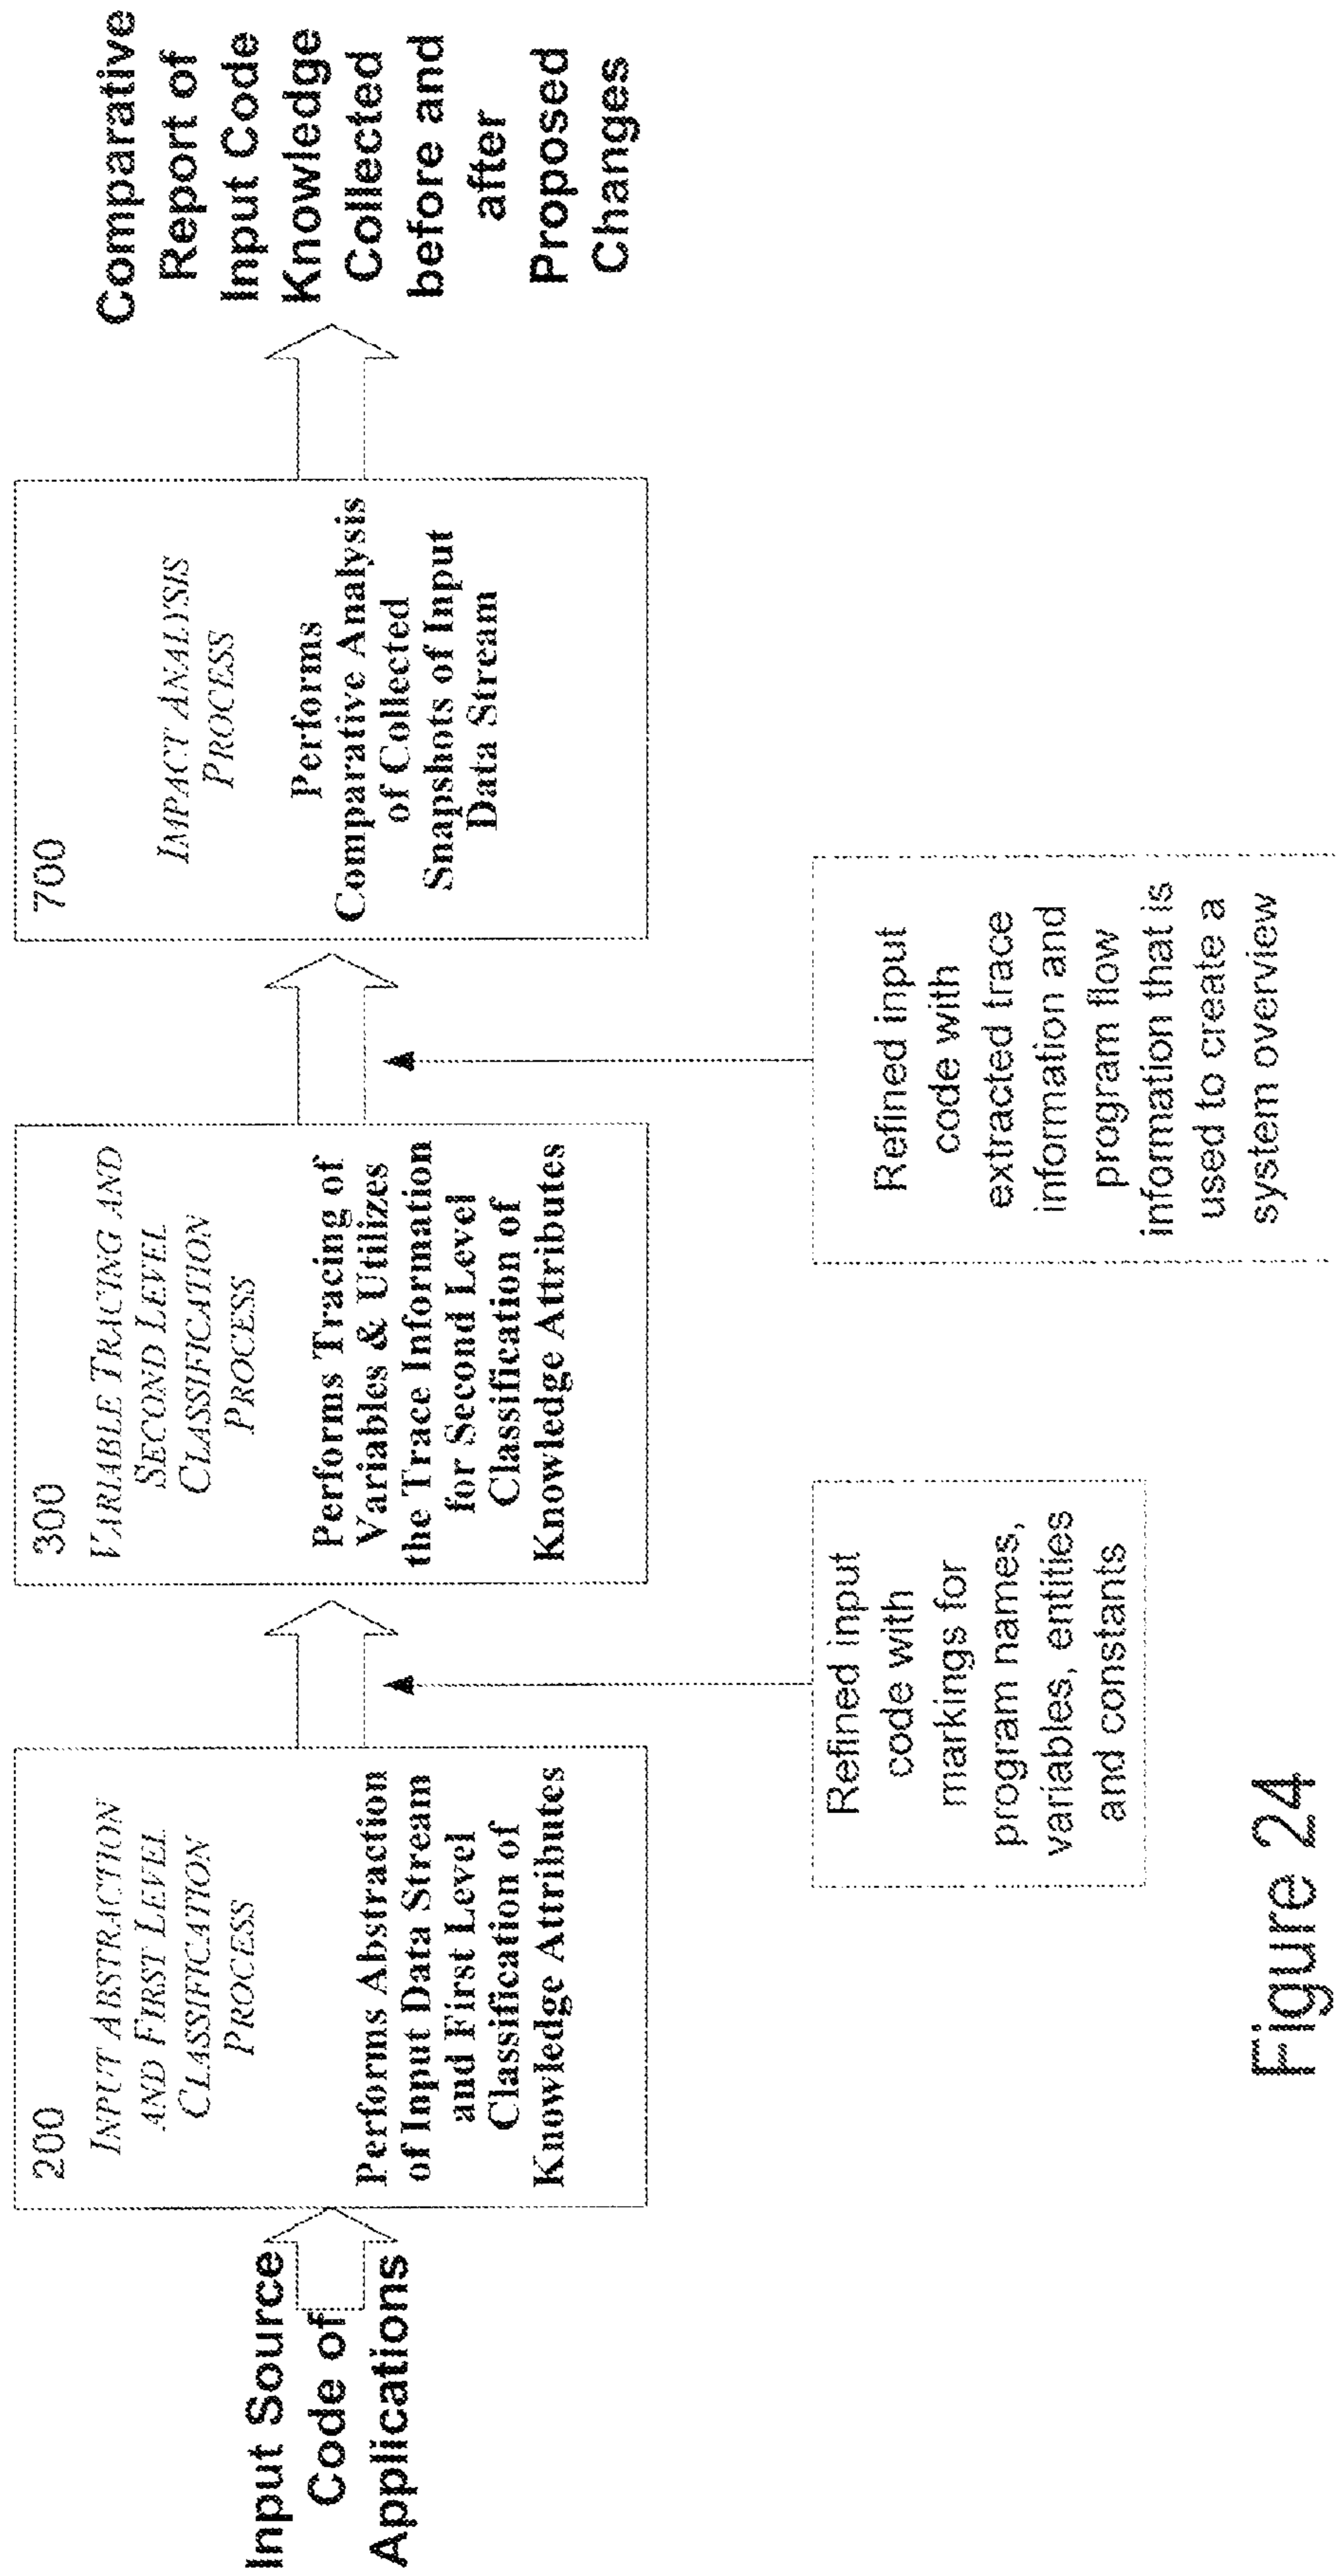 Input Source
Code of
Applications
200
INPUT ABSTRACTION
AND FIRST LEVEL
CLASSIFICATION
PROCESS
Performs Abstraction
of Input Data Stream
and First Level
Classification of
Knowledge Attributes
300
VARIABLE TRACING AND
SECOND LEVEL
CLASSIFICATION
PROCESS
Performs Tracing of
Variables & Utilizes
the Trace Information
for Second Level
Classification of
Knowledge Attributes
700
IMPACT ANALYSIS
PROCESS
Performs
Comparative Analysis
of Collected
Snapshots of Input
Data Stream
Comparative
Report of
Input Code
Knowledge
Collected
before and
after
Proposed
Changes
Refined input
code with
markings for
program names,
variables, entities
and constants
Refined input
code with
extracted trace
information and
program flow
information that is
used to create a
system overview
Figure 24